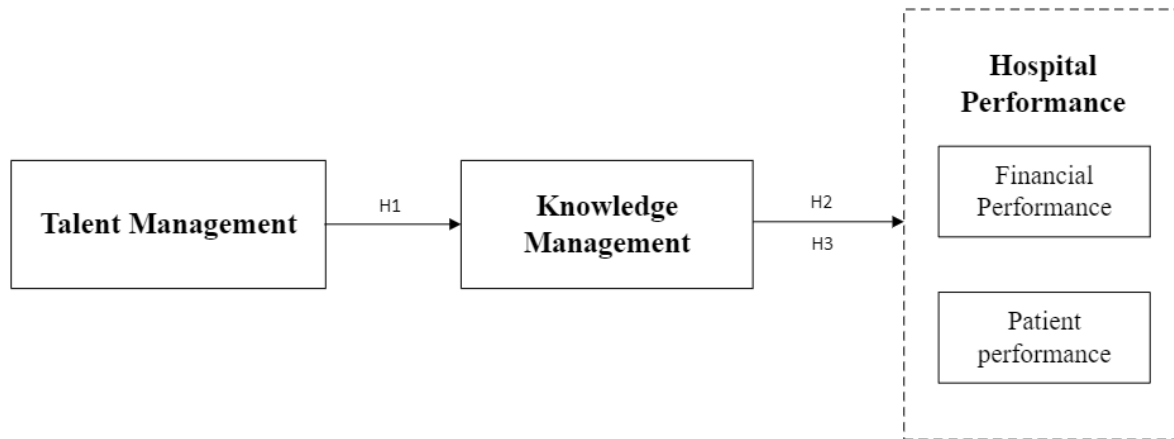 Talent Management
H1
Knowledge
Management
H2
H3
Hospital
Performance
Financial
Performance
Patient
performance